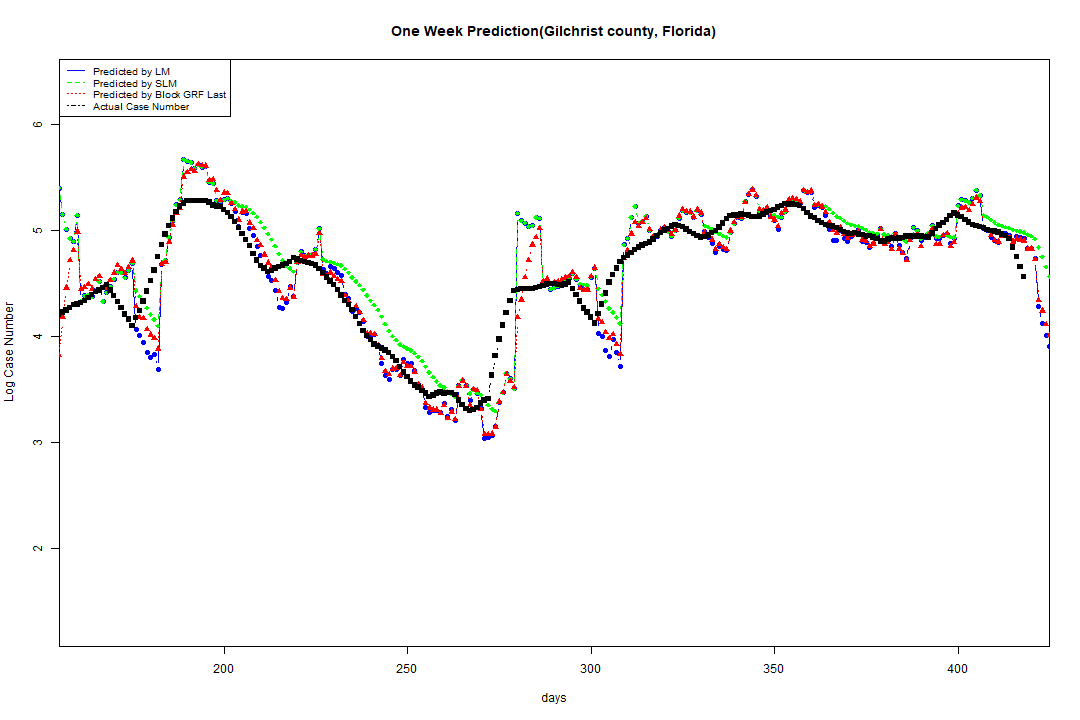 One Week Prediction(Gilchrist county, Florida)
Predicted by LM
Predicted by SLM
Predicted by Block GRF Last
Actual Case Number
6
5
4
3
2
Log Case Number
200 250 300 350 400
days